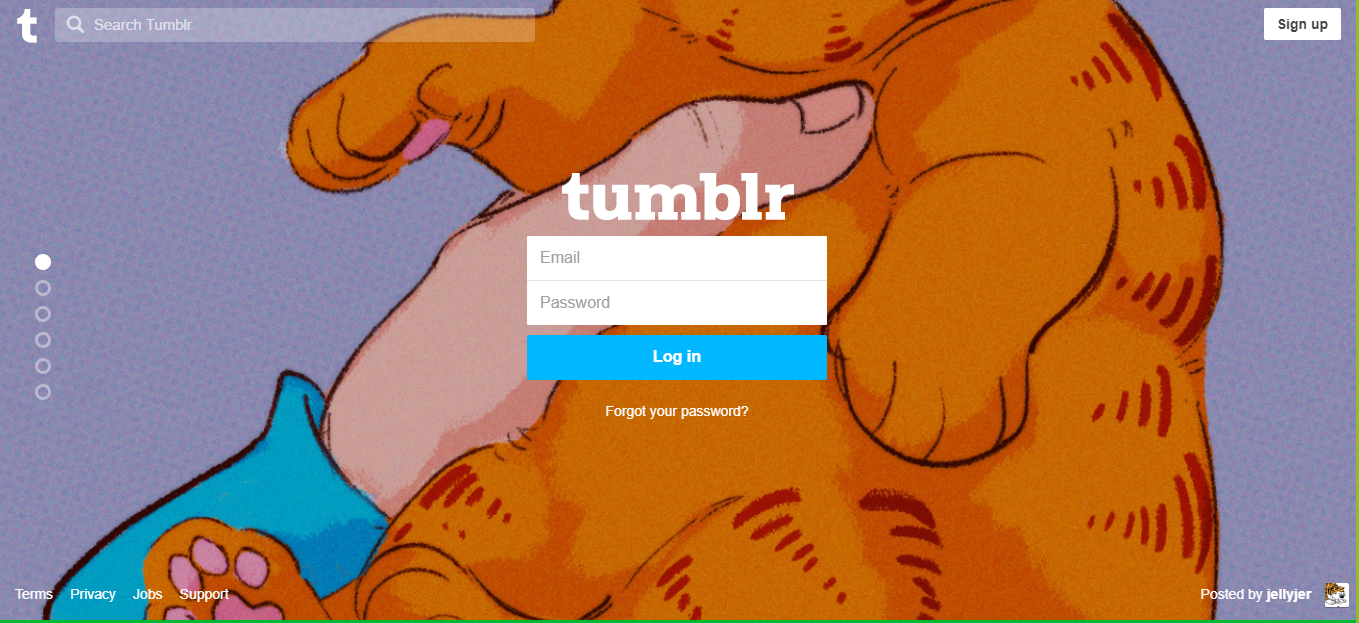 t
Search Tumblr
Sign up
tumblr
Email
Password
Log in
Forgot your password?
Terms Privacy Jobs Support
Posted by jellyjer